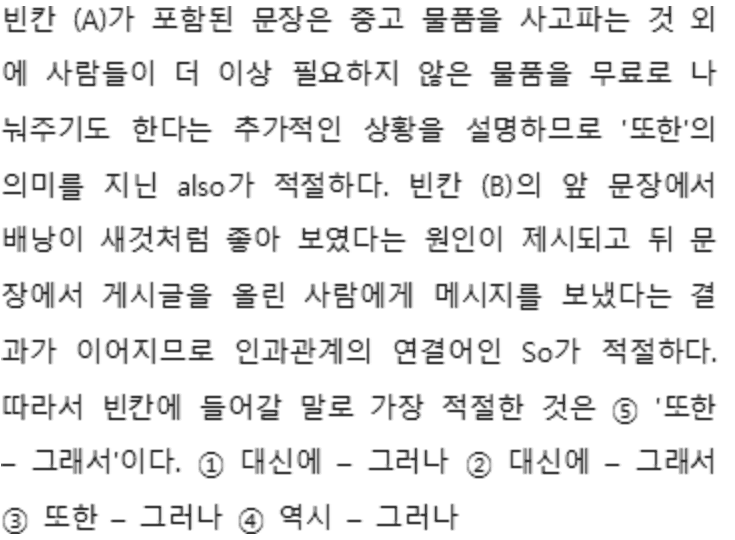 빈칸 (A)가 포함된 문장은 중고 물품을 사고파는 것 외
에 사람들이 더 이상 필요하지 않은 물품을 무료로 나
눠주기도 한다는 추가적인 상황을 설명하므로 '또한'의
의미를 지닌 also가 적절하다. 빈칸 (B)의 앞 문장에서
배낭이 새것처럼 좋아 보였다는 원인이 제시되고 뒤 문
장에서 게시글을 올린 사람에게 메시지를 보냈다는 결
과가 이어지므로 인과관계의 연결어인 So가 적절하다.
따라서 빈칸에 들어갈 말로 가장 적절한 것은 ⑤ '또한
– 그래서'이다. ① 대신에 – 그러나 ② 대신에 – 그래서
③ 또한 – 그러나 ④ 역시 – 그러나